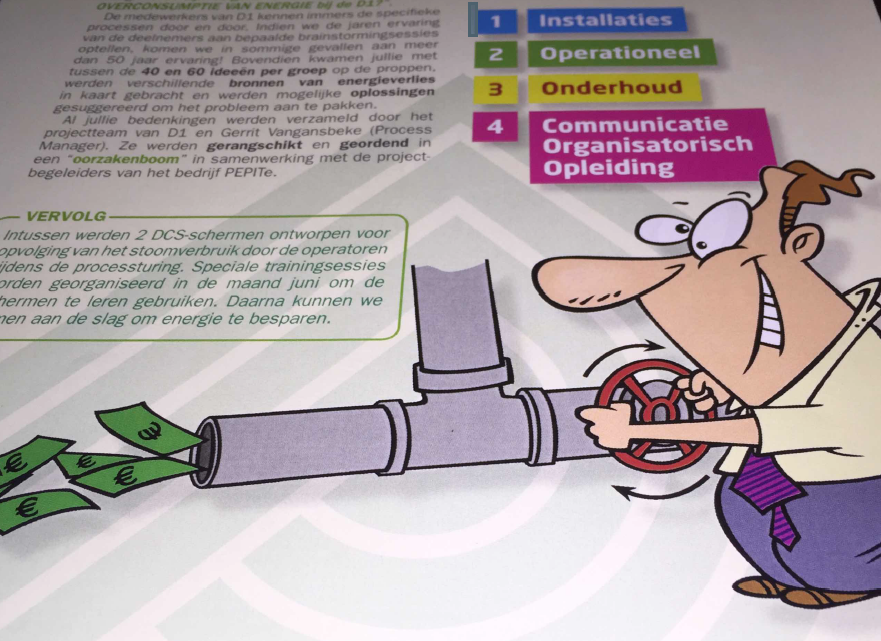 OVERCONSUMPTIE VAN ENERGIE bij de D1?".
De medewerkers van D1 kennen immers de specifieke
processen door en door. Indien we de jaren ervaring
van de deelnemers aan bepaalde brainstormingsessies
optellen, komen we in sommige gevallen aan meer
dan 50 jaar ervaring! Bovendien kwamen jullie met
tussen de 40 en 60 ideeën per groep op de proppen,
werden verschillende bronnen van energieverlies
in kaart gebracht en werden mogelijke oplossingen
gesuggereerd om het probleem aan te pakken.
Al jullie bedenkingen werden verzameld door het
projectteam van D1 en Gerrit Vangansbeke (Process
Manager). Ze werden gerangschikt en geordend in
een "oorzakenboom" in samenwerking met de project-
begeleiders van het bedrijf PEPITe.
VERVOLG
Intussen werden 2 DCS-schermen ontworpen voor
opvolging van het stoomverbruik door de operatoren
ijdens de processturing. Speciale trainingsessies
orden georganiseerd in de maand juni om de
hermen te leren gebruiken. Daarna kunnen we
nen aan de slag om energie te besparen.
1 Installaties
2 Operationeel
3 Onderhoud
4 Communicatie
Organisatorisch
Opleiding
€
€
€
€
€